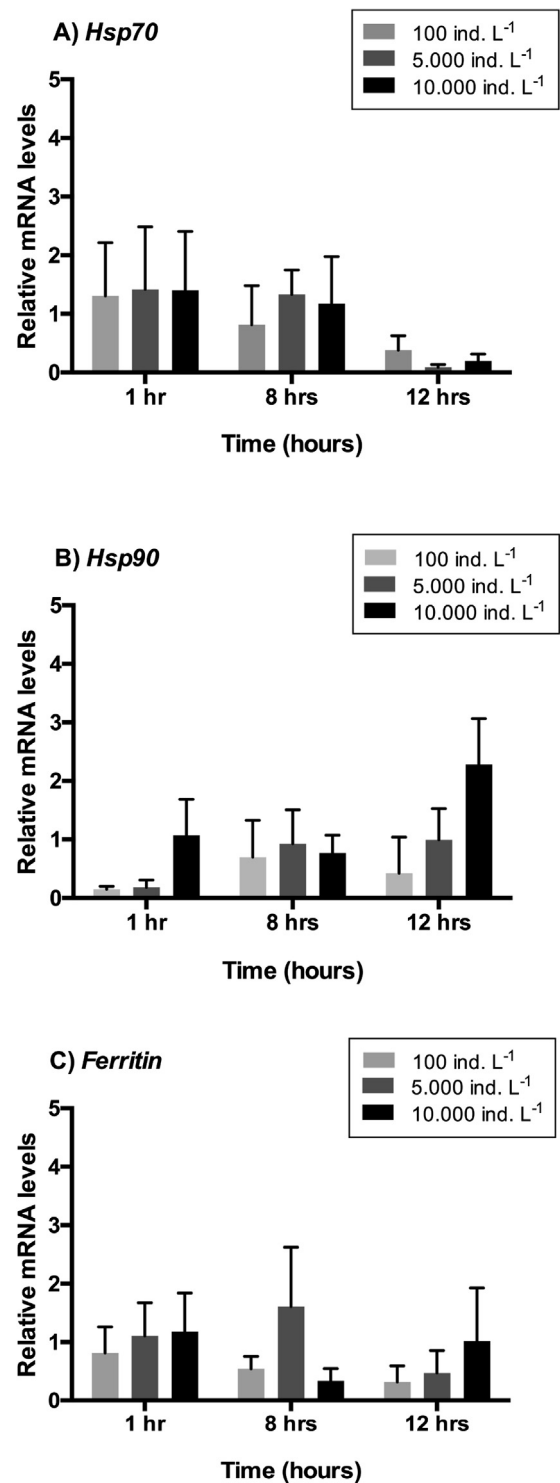 A) Hsp70
100 ind. L-1
5.000 ind. L-1
10.000 ind. L-1
Relative mRNA levels
5
4
3
2
1
0
1 hr 8 hrs 12 hrs
Time (hours)
B) Hsp90
100 ind. L-1
5.000 ind. L-1
10.000 ind. L-1
Relative mRNA levels
5
4
3
2
1
0
1 hr 8 hrs 12 hrs
Time (hours)
C) Ferritin
100 ind. L-1
5.000 ind. L-1
10.000 ind. L-1
Relative mRNA levels
5
4
3
2
1
0
1 hr 8 hrs 12 hrs
Time (hours)